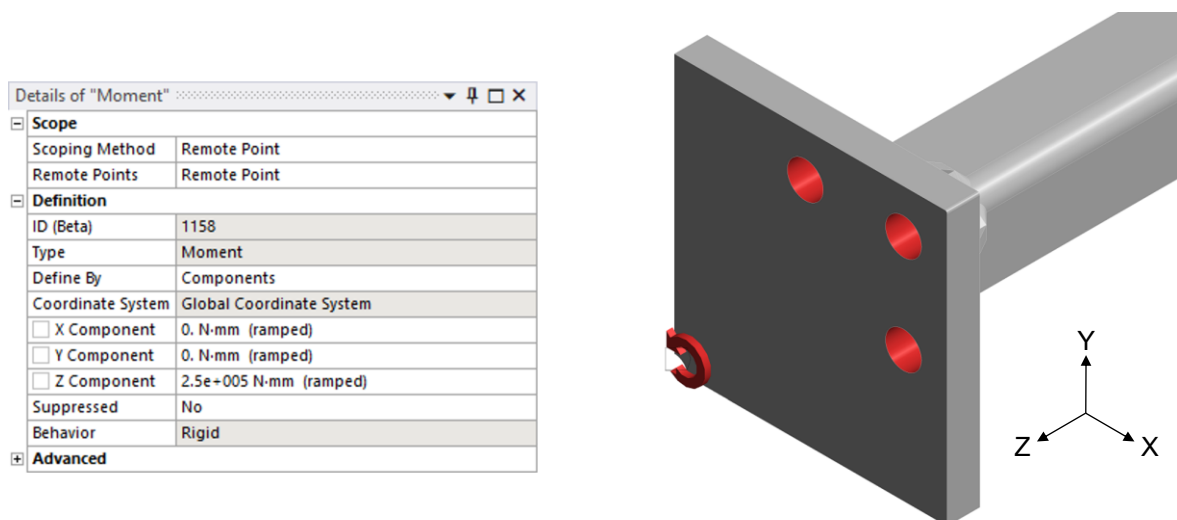 Details of "Moment"
Scope
Scoping Method Remote Point
Remote Points Remote Point
Definition
ID (Beta) 1158
Type Moment
Define By Components
Coordinate System Global Coordinate System
X Component 0. N·mm (ramped)
Y Component 0. N·mm (ramped)
Z Component 2.5e+005 N·mm (ramped)
Suppressed No
Behavior Rigid
Advanced
Y
Z X